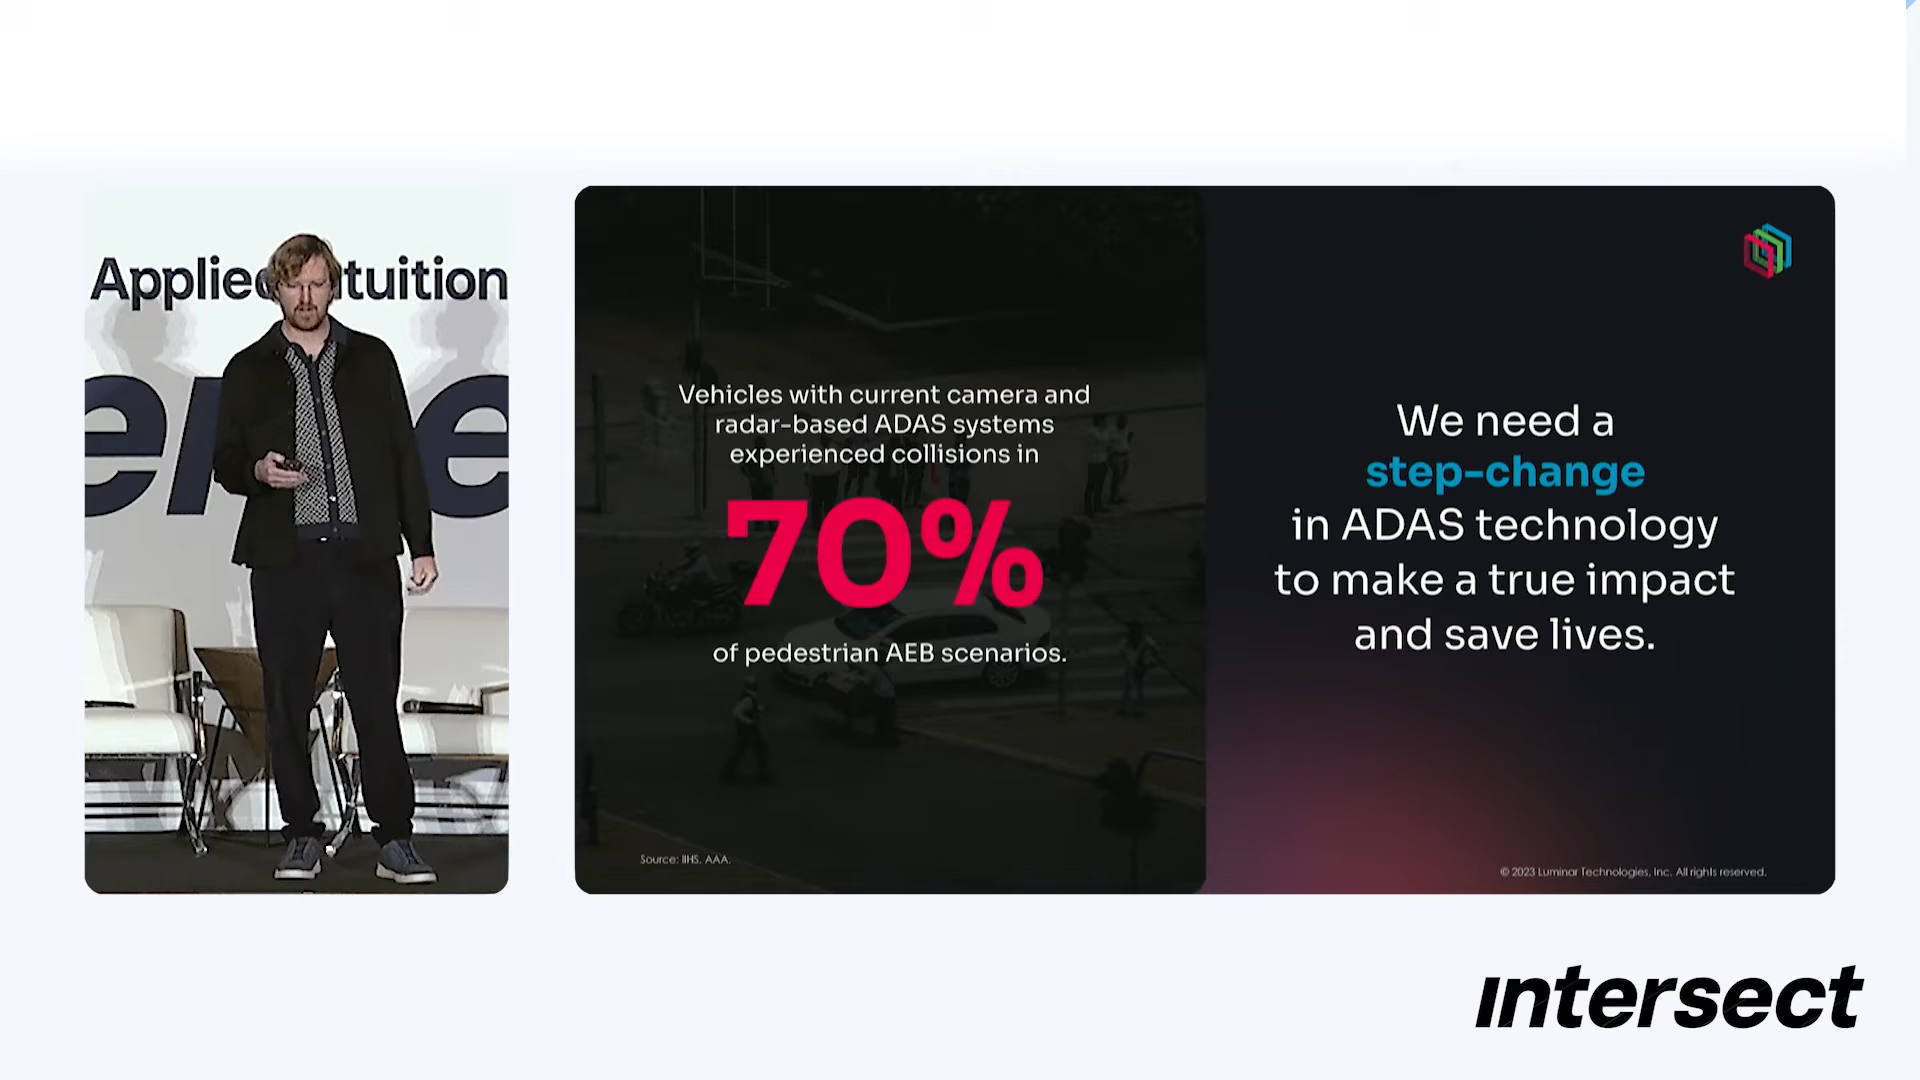 Applied Intuition
Vehicles with current camera and
radar-based ADAS systems
experienced collisions in
70%
of pedestrian AEB scenarios.
Source: IIHS, AAA.
We need a
step-change
in ADAS technology
to make a true impact
and save lives.
© 2023 Luminar Technologies, Inc. All rights reserved.
intersect